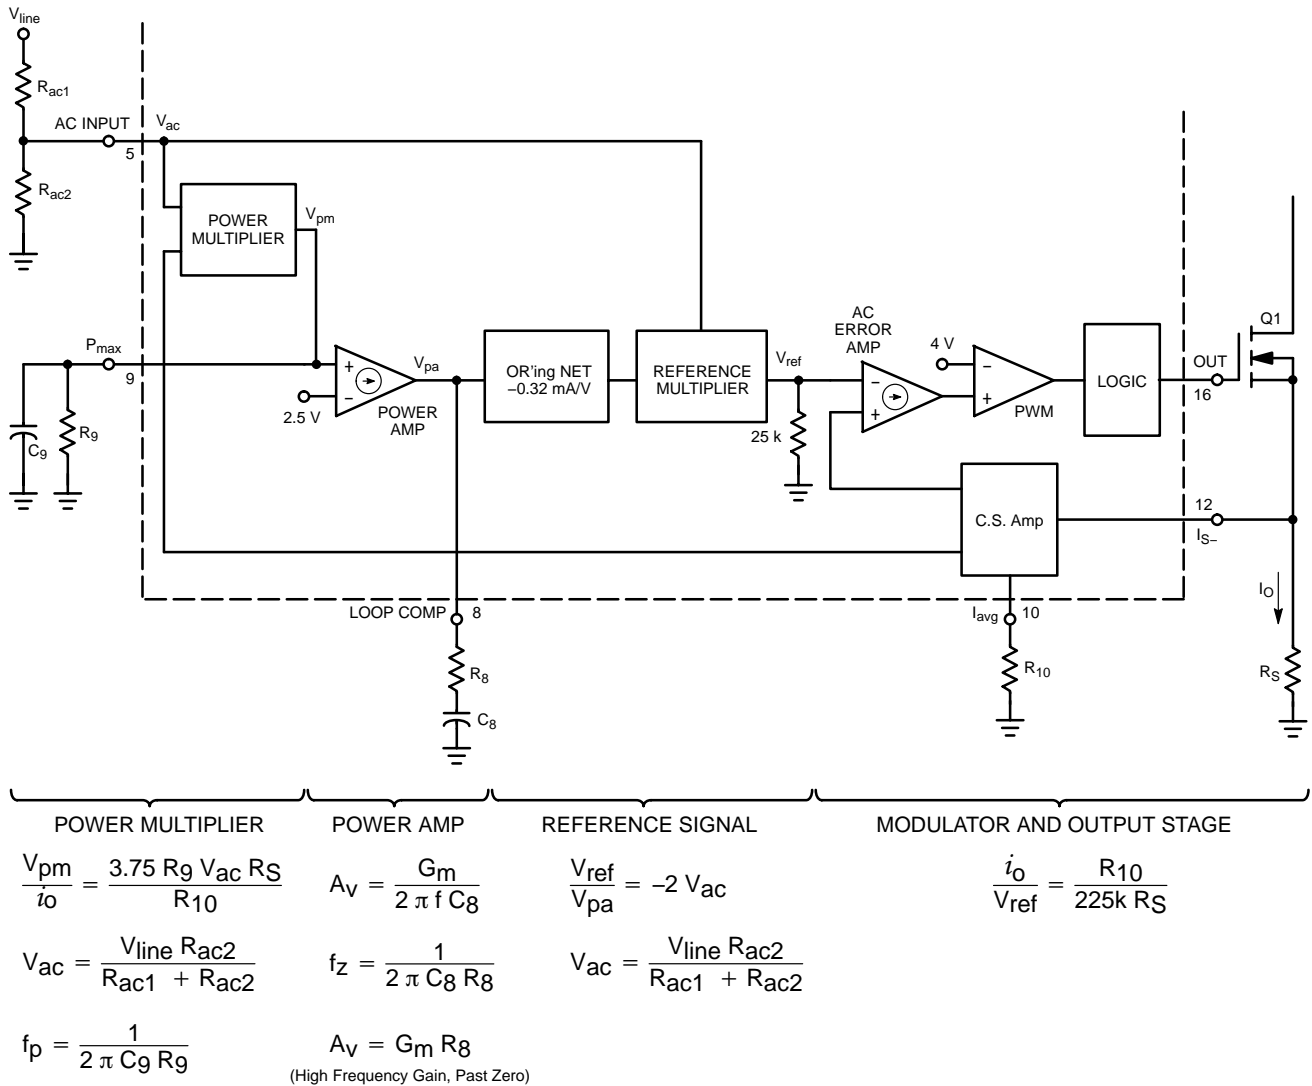 V_line
R_ac1
AC INPUT
5
V_ac
R_ac2
POWER
MULTIPLIER
V_pm
P_max
9
C_9
R_9
+
−
2.5 V
POWER
AMP
V_pa
OR'ing NET
–0.32 mA/V
REFERENCE
MULTIPLIER
V_ref
25 k
AC
ERROR
AMP
−
+
4 V
−
+
PWM
LOGIC
OUT
16
Q1
C.S. Amp
12
I_S–
I_O
R_S
LOOP COMP
8
R_8
C_8
I_avg
10
R_10
POWER MULTIPLIER
V_pm / i_o = 3.75 R_9 V_ac R_S / R_10
V_ac = V_line R_ac2 / R_ac1 + R_ac2
f_p = 1 / 2 π C_9 R_9
POWER AMP
A_v = G_m / 2 π f C_8
f_z = 1 / 2 π C_8 R_8
A_v = G_m R_8
(High Frequency Gain, Past Zero)
REFERENCE SIGNAL
V_ref / V_pa = –2 V_ac
V_ac = V_line R_ac2 / R_ac1 + R_ac2
MODULATOR AND OUTPUT STAGE
i_o / V_ref = R_10 / 225k R_S